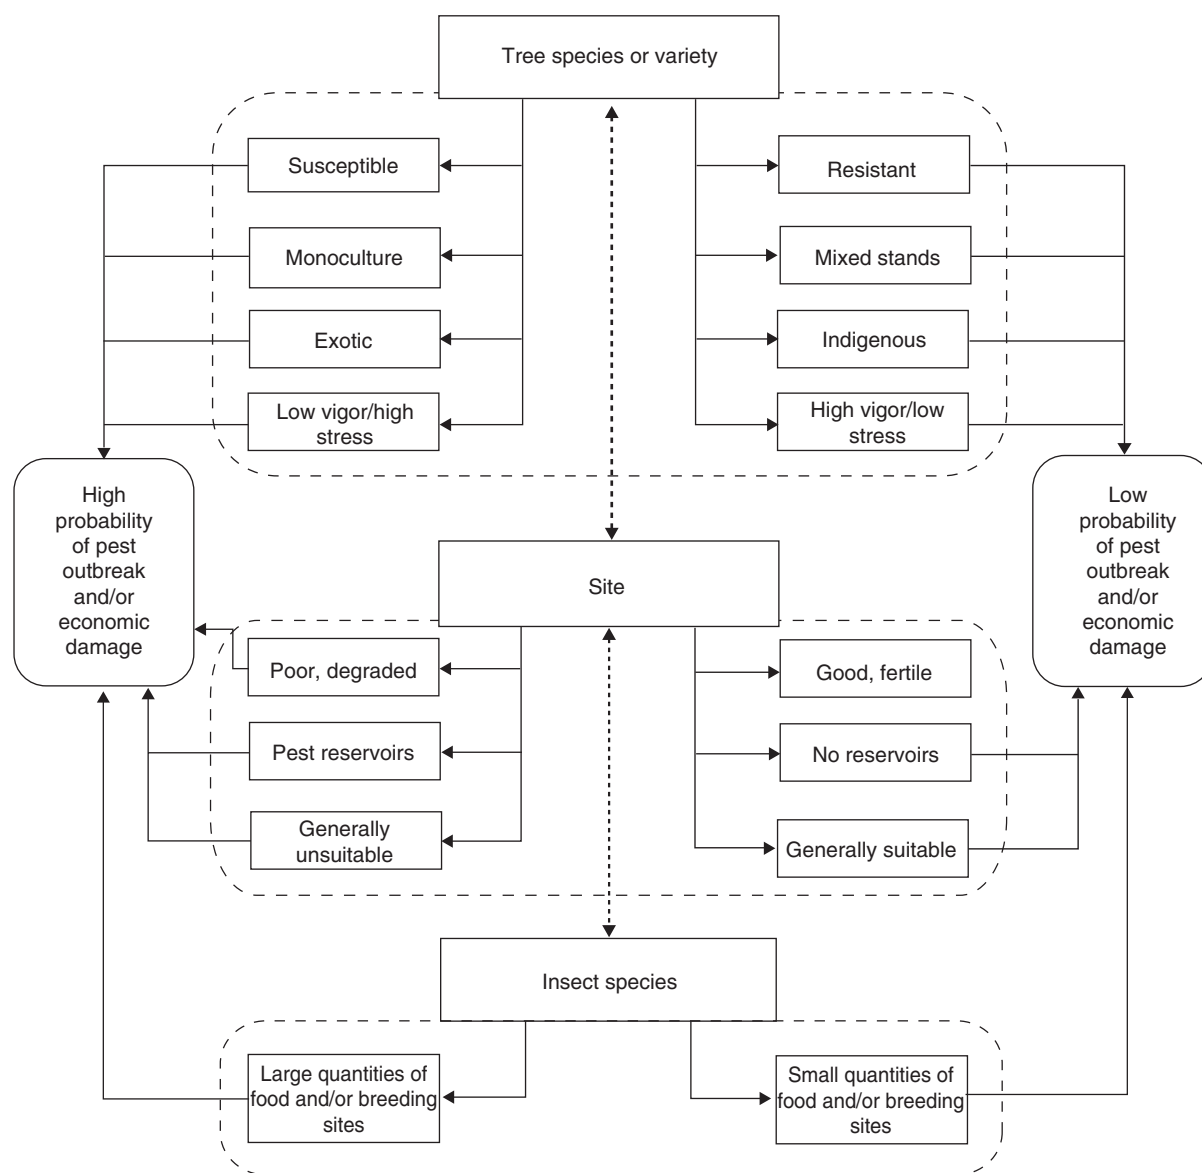 Tree species or variety
Susceptible
Resistant
Monoculture
Mixed stands
Exotic
Indigenous
Low vigor/high
stress
High vigor/low
stress
High
probability
of pest
outbreak
and/or
economic
damage
Low
probability
of pest
outbreak
and/or
economic
damage
Site
Poor, degraded
Good, fertile
Pest reservoirs
No reservoirs
Generally
unsuitable
Generally suitable
Insect species
Large quantities of
food and/or breeding
sites
Small quantities of
food and/or breeding
sites